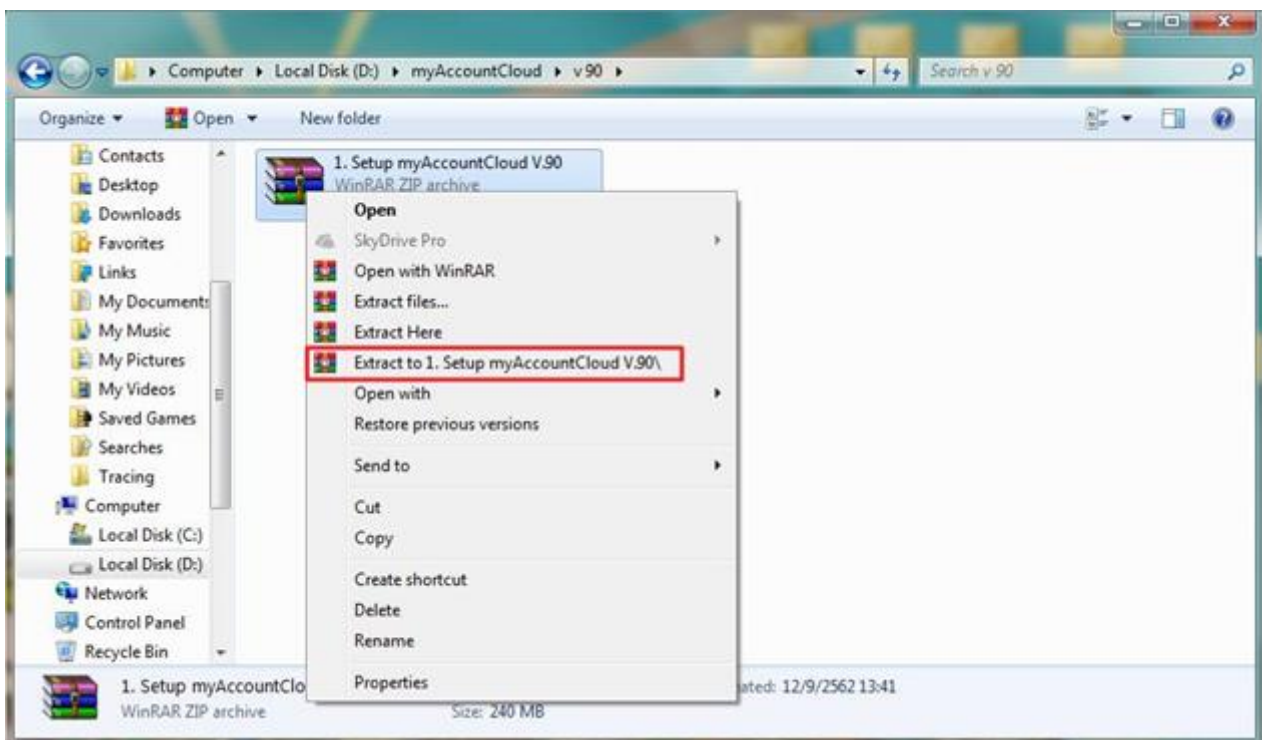 Computer ▸ Local Disk (D:) ▸ myAccountCloud ▸ v 90 ▸
Search v 90
Organize Open New folder
Contacts
Desktop
Downloads
Favorites
Links
My Documents
My Music
My Pictures
My Videos
Saved Games
Searches
Tracing
Computer
Local Disk (C:)
Local Disk (D:)
Network
Control Panel
Recycle Bin
1. Setup myAccountCloud V.90
WinRAR ZIP archive
Open
SkyDrive Pro
Open with WinRAR
Extract files...
Extract Here
Extract to 1. Setup myAccountCloud V.90\
Open with
Restore previous versions
Send to
Cut
Copy
Create shortcut
Delete
Rename
Properties
1. Setup myAccountClo
ated: 12/9/2562 13:41
WinRAR ZIP archive
Size: 240 MB